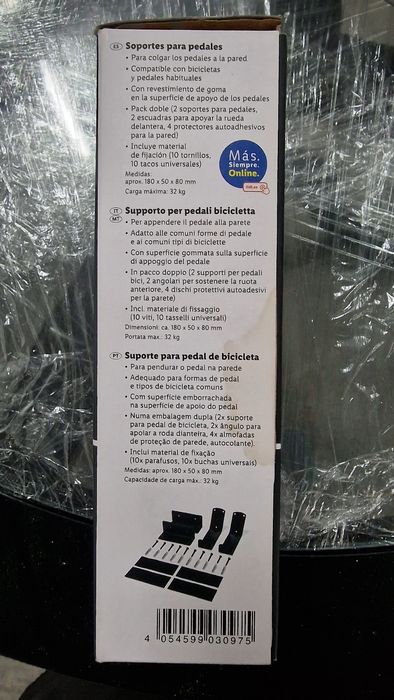 ES Soportes para pedales
• Para colgar los pedales a la pared
• Compatible con bicicletas
y pedales habituales
• Con revestimiento de goma
en la superficie de apoyo de los pedales
• Pack doble (2 soportes para pedales,
2 escuadras para apoyar la rueda
delantera, 4 protectores autoadhesivos
para la pared)
• Incluye material
de fijación (10 tornillos,
10 tacos universales)
Medidas:
aprox. 180 x 50 x 80 mm
Carga máxima: 32 kg
Más.
Siempre.
Online.
lidl.es
IT MT Supporto per pedali bicicletta
• Per appendere il pedale alla parete
• Adatto alle comuni forme di pedale
e ai comuni tipi di biciclette
• Con superficie gommata sulla superficie
di appoggio del pedale
• In pacco doppio (2 supporti per pedali
bici, 2 angolari per sostenere la ruota
anteriore, 4 dischi protettivi autoadesivi
per la parete)
• Incl. materiale di fissaggio
(10 viti, 10 tasselli universali)
Dimensioni: ca. 180 x 50 x 80 mm
Portata max.: 32 kg
PT Suporte para pedal de bicicleta
• Para pendurar o pedal na parede
• Adequado para formas de pedal
e tipos de bicicleta comuns
• Com superfície emborrachada
na superfície de apoio do pedal
• Numa embalagem dupla (2x suporte
para pedal de bicicleta, 2x ângulo para
apoiar a roda dianteira, 4x almofadas
de proteção de parede, autocolante).
• Inclui material de fixação
(10x parafusos, 10x buchas universais)
Medidas: aprox. 180 x 50 x 80 mm
Capacidade de carga máx.: 32 kg
4 054599 030975